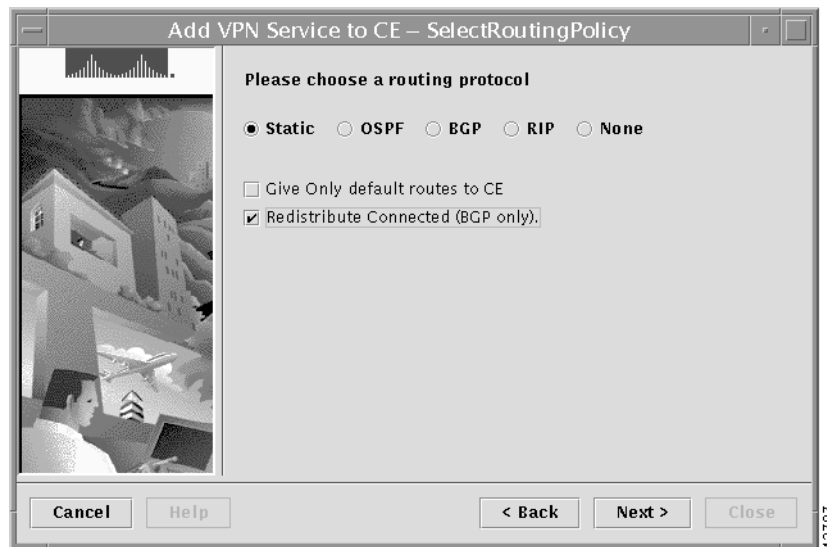 Add VPN Service to CE – SelectRoutingPolicy
Please choose a routing protocol
Static OSPF BGP RIP None
Give Only default routes to CE
Redistribute Connected (BGP only).
Cancel Help < Back Next > Close